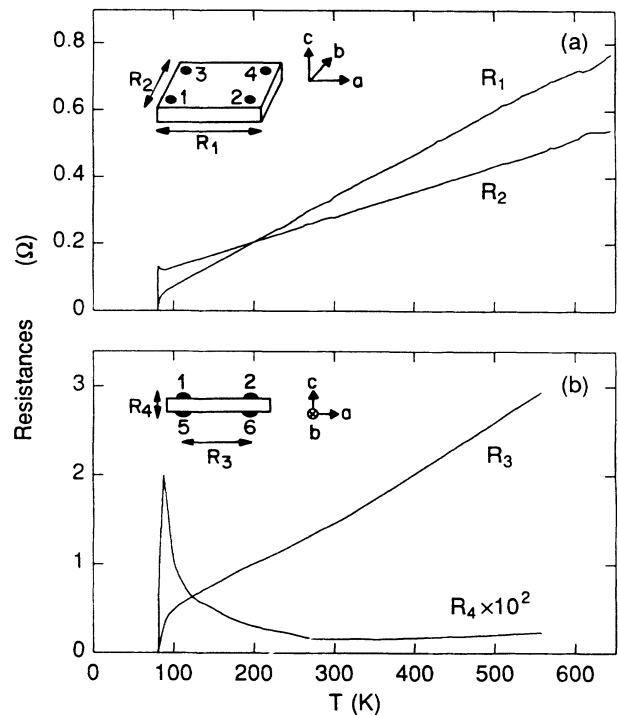 0.8
0.6
0.4
0.2
0
(a)
c
b
a
R2
3 4
1 2
R1
R1
R2
Resistances (Ω)
3
2
1
0
(b)
1 2
R4
5 6
R3
c
a
b
R3
R4×10²
0 100 200 300 400 500 600
T (K)